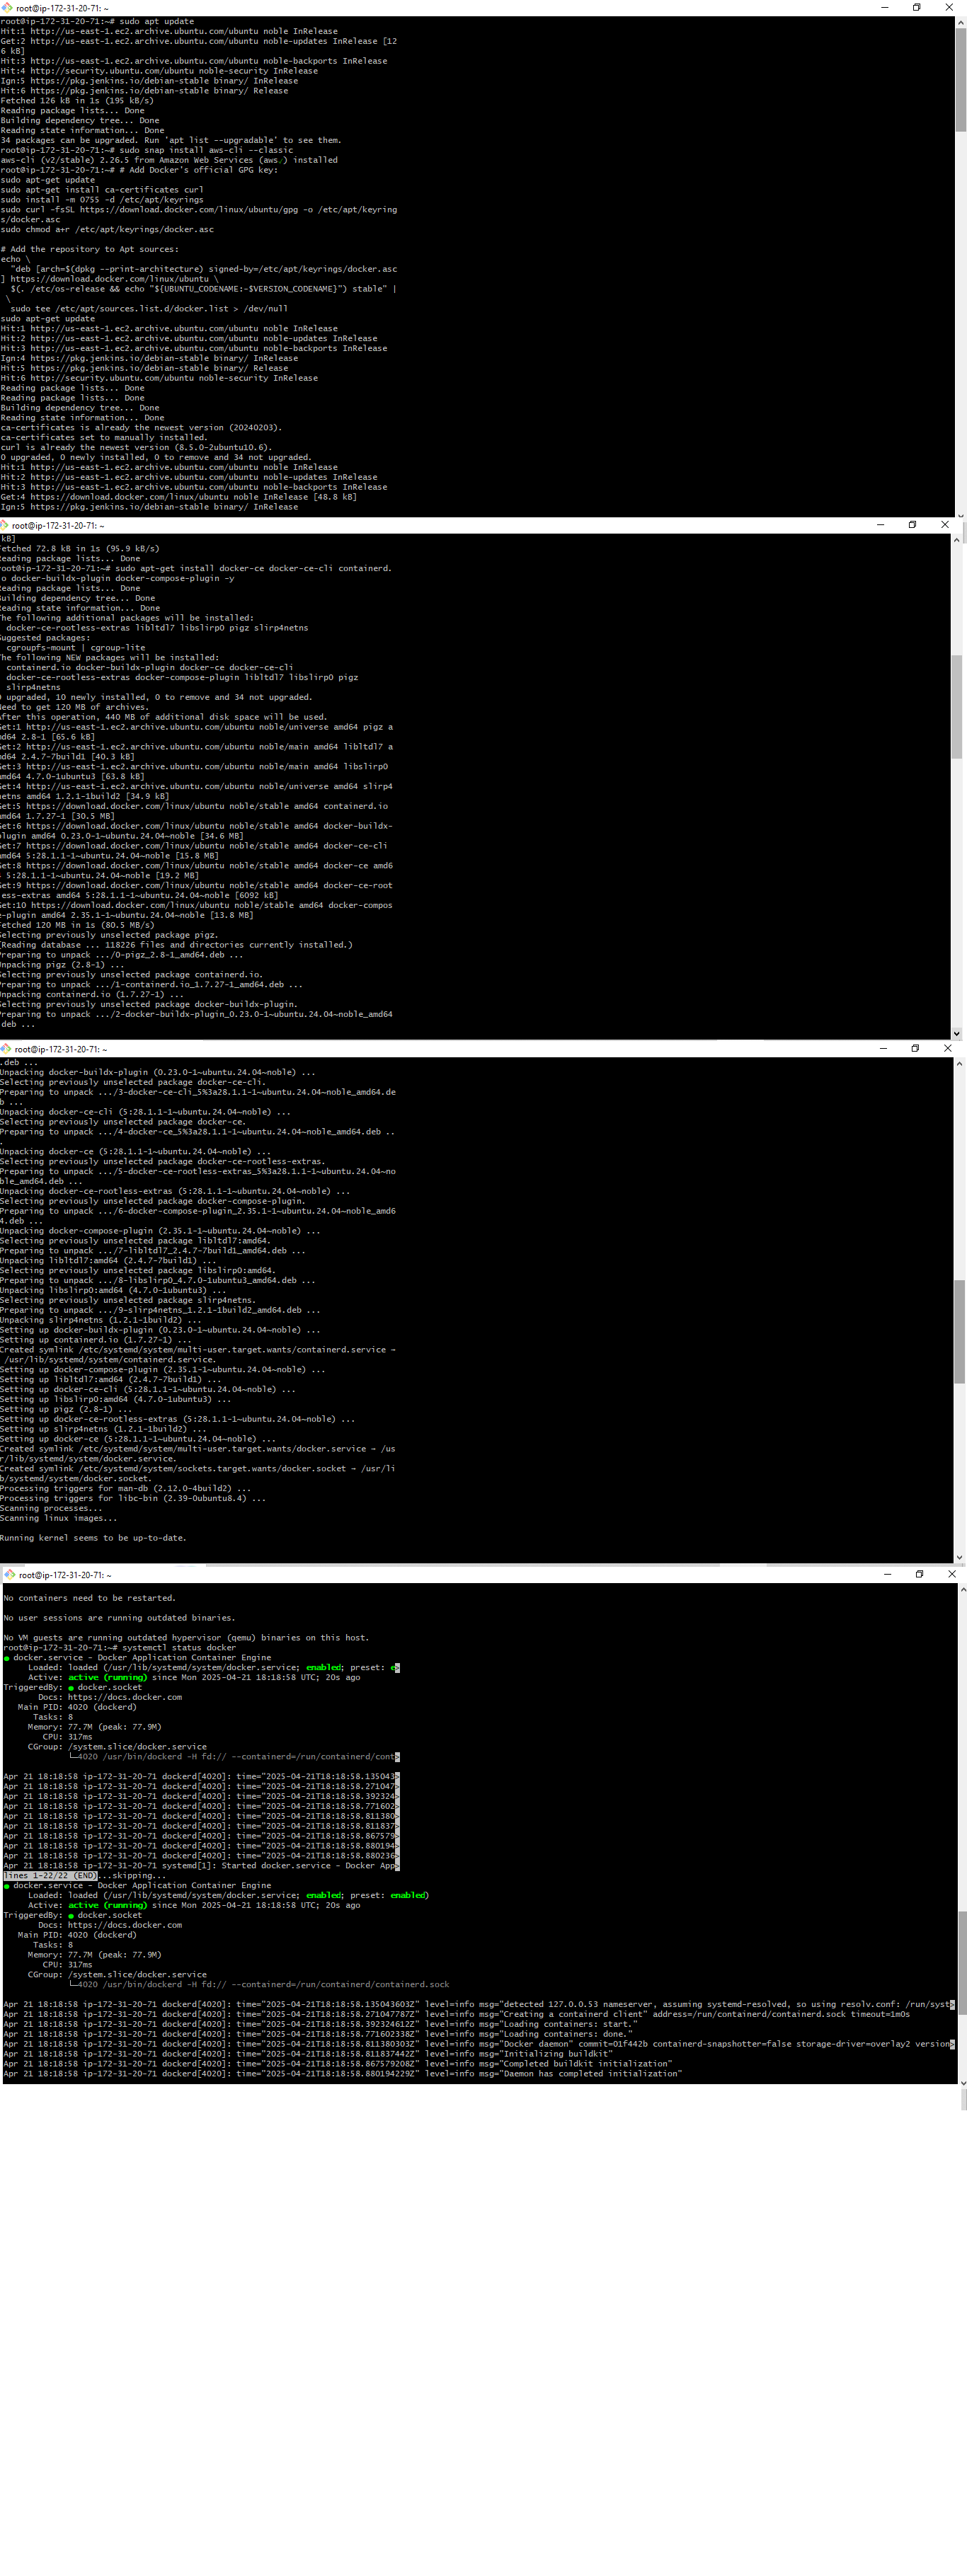 root@ip-172-31-20-71: ~
root@ip-172-31-20-71:~# sudo apt update
Hit:1 http://us-east-1.ec2.archive.ubuntu.com/ubuntu noble InRelease
Get:2 http://us-east-1.ec2.archive.ubuntu.com/ubuntu noble-updates InRelease [12
6 kB]
Hit:3 http://us-east-1.ec2.archive.ubuntu.com/ubuntu noble-backports InRelease
Hit:4 http://security.ubuntu.com/ubuntu noble-security InRelease
Ign:5 https://pkg.jenkins.io/debian-stable binary/ InRelease
Hit:6 https://pkg.jenkins.io/debian-stable binary/ Release
Fetched 126 kB in 1s (195 kB/s)
Reading package lists... Done
Building dependency tree... Done
Reading state information... Done
34 packages can be upgraded. Run 'apt list --upgradable' to see them.
root@ip-172-31-20-71:~# sudo snap install aws-cli --classic
aws-cli (v2/stable) 2.26.5 from Amazon Web Services (aws✓) installed
root@ip-172-31-20-71:~# # Add Docker's official GPG key:
sudo apt-get update
sudo apt-get install ca-certificates curl
sudo install -m 0755 -d /etc/apt/keyrings
sudo curl -fsSL https://download.docker.com/linux/ubuntu/gpg -o /etc/apt/keyring
s/docker.asc
sudo chmod a+r /etc/apt/keyrings/docker.asc
# Add the repository to Apt sources:
echo \
"deb [arch=$(dpkg --print-architecture) signed-by=/etc/apt/keyrings/docker.asc
] https://download.docker.com/linux/ubuntu \
$(. /etc/os-release && echo "${UBUNTU_CODENAME:-$VERSION_CODENAME}") stable" |
\
sudo tee /etc/apt/sources.list.d/docker.list > /dev/null
sudo apt-get update
Hit:1 http://us-east-1.ec2.archive.ubuntu.com/ubuntu noble InRelease
Hit:2 http://us-east-1.ec2.archive.ubuntu.com/ubuntu noble-updates InRelease
Hit:3 http://us-east-1.ec2.archive.ubuntu.com/ubuntu noble-backports InRelease
Ign:4 https://pkg.jenkins.io/debian-stable binary/ InRelease
Hit:5 https://pkg.jenkins.io/debian-stable binary/ Release
Hit:6 http://security.ubuntu.com/ubuntu noble-security InRelease
Reading package lists... Done
Reading package lists... Done
Building dependency tree... Done
Reading state information... Done
ca-certificates is already the newest version (20240203).
ca-certificates set to manually installed.
curl is already the newest version (8.5.0-2ubuntu10.6).
0 upgraded, 0 newly installed, 0 to remove and 34 not upgraded.
Hit:1 http://us-east-1.ec2.archive.ubuntu.com/ubuntu noble InRelease
Hit:2 http://us-east-1.ec2.archive.ubuntu.com/ubuntu noble-updates InRelease
Hit:3 http://us-east-1.ec2.archive.ubuntu.com/ubuntu noble-backports InRelease
Get:4 https://download.docker.com/linux/ubuntu noble InRelease [48.8 kB]
Ign:5 https://pkg.jenkins.io/debian-stable binary/ InRelease
root@ip-172-31-20-71: ~
kB]
etched 72.8 kB in 1s (95.9 kB/s)
eading package lists... Done
oot@ip-172-31-20-71:~# sudo apt-get install docker-ce docker-ce-cli containerd.
o docker-buildx-plugin docker-compose-plugin -y
eading package lists... Done
uilding dependency tree... Done
eading state information... Done
he following additional packages will be installed:
docker-ce-rootless-extras libltdl7 libslirp0 pigz slirp4netns
uggested packages:
cgroupfs-mount | cgroup-lite
he following NEW packages will be installed:
containerd.io docker-buildx-plugin docker-ce docker-ce-cli
docker-ce-rootless-extras docker-compose-plugin libltdl7 libslirp0 pigz
slirp4netns
upgraded, 10 newly installed, 0 to remove and 34 not upgraded.
eed to get 120 MB of archives.
fter this operation, 440 MB of additional disk space will be used.
et:1 http://us-east-1.ec2.archive.ubuntu.com/ubuntu noble/universe amd64 pigz a
md64 2.8-1 [65.6 kB]
et:2 http://us-east-1.ec2.archive.ubuntu.com/ubuntu noble/main amd64 libltdl7 a
md64 2.4.7-7build1 [40.3 kB]
et:3 http://us-east-1.ec2.archive.ubuntu.com/ubuntu noble/main amd64 libslirp0
amd64 4.7.0-1ubuntu3 [63.8 kB]
et:4 http://us-east-1.ec2.archive.ubuntu.com/ubuntu noble/universe amd64 slirp4
netns amd64 1.2.1-1build2 [34.9 kB]
et:5 https://download.docker.com/linux/ubuntu noble/stable amd64 containerd.io
amd64 1.7.27-1 [30.5 MB]
et:6 https://download.docker.com/linux/ubuntu noble/stable amd64 docker-buildx-
plugin amd64 0.23.0-1~ubuntu.24.04~noble [34.6 MB]
et:7 https://download.docker.com/linux/ubuntu noble/stable amd64 docker-ce-cli
amd64 5:28.1.1-1~ubuntu.24.04~noble [15.8 MB]
et:8 https://download.docker.com/linux/ubuntu noble/stable amd64 docker-ce amd6
4 5:28.1.1-1~ubuntu.24.04~noble [19.2 MB]
et:9 https://download.docker.com/linux/ubuntu noble/stable amd64 docker-ce-root
less-extras amd64 5:28.1.1-1~ubuntu.24.04~noble [6092 kB]
et:10 https://download.docker.com/linux/ubuntu noble/stable amd64 docker-compos
e-plugin amd64 2.35.1-1~ubuntu.24.04~noble [13.8 MB]
etched 120 MB in 1s (80.5 MB/s)
electing previously unselected package pigz.
(Reading database ... 118226 files and directories currently installed.)
reparing to unpack .../0-pigz_2.8-1_amd64.deb ...
npacking pigz (2.8-1) ...
electing previously unselected package containerd.io.
reparing to unpack .../1-containerd.io_1.7.27-1_amd64.deb ...
npacking containerd.io (1.7.27-1) ...
electing previously unselected package docker-buildx-plugin.
reparing to unpack .../2-docker-buildx-plugin_0.23.0-1~ubuntu.24.04~noble_amd64
.deb ...
root@ip-172-31-20-71: ~
.deb ...
Unpacking docker-buildx-plugin (0.23.0-1~ubuntu.24.04~noble) ...
Selecting previously unselected package docker-ce-cli.
Preparing to unpack .../3-docker-ce-cli_5%3a28.1.1-1~ubuntu.24.04~noble_amd64.de
b ...
Unpacking docker-ce-cli (5:28.1.1-1~ubuntu.24.04~noble) ...
Selecting previously unselected package docker-ce.
Preparing to unpack .../4-docker-ce_5%3a28.1.1-1~ubuntu.24.04~noble_amd64.deb ..
.
Unpacking docker-ce (5:28.1.1-1~ubuntu.24.04~noble) ...
Selecting previously unselected package docker-ce-rootless-extras.
Preparing to unpack .../5-docker-ce-rootless-extras_5%3a28.1.1-1~ubuntu.24.04~no
ble_amd64.deb ...
Unpacking docker-ce-rootless-extras (5:28.1.1-1~ubuntu.24.04~noble) ...
Selecting previously unselected package docker-compose-plugin.
Preparing to unpack .../6-docker-compose-plugin_2.35.1-1~ubuntu.24.04~noble_amd6
4.deb ...
Unpacking docker-compose-plugin (2.35.1-1~ubuntu.24.04~noble) ...
Selecting previously unselected package libltdl7:amd64.
Preparing to unpack .../7-libltdl7_2.4.7-7build1_amd64.deb ...
Unpacking libltdl7:amd64 (2.4.7-7build1) ...
Selecting previously unselected package libslirp0:amd64.
Preparing to unpack .../8-libslirp0_4.7.0-1ubuntu3_amd64.deb ...
Unpacking libslirp0:amd64 (4.7.0-1ubuntu3) ...
Selecting previously unselected package slirp4netns.
Preparing to unpack .../9-slirp4netns_1.2.1-1build2_amd64.deb ...
Unpacking slirp4netns (1.2.1-1build2) ...
Setting up docker-buildx-plugin (0.23.0-1~ubuntu.24.04~noble) ...
Setting up containerd.io (1.7.27-1) ...
Created symlink /etc/systemd/system/multi-user.target.wants/containerd.service →
/usr/lib/systemd/system/containerd.service.
Setting up docker-compose-plugin (2.35.1-1~ubuntu.24.04~noble) ...
Setting up libltdl7:amd64 (2.4.7-7build1) ...
Setting up docker-ce-cli (5:28.1.1-1~ubuntu.24.04~noble) ...
Setting up libslirp0:amd64 (4.7.0-1ubuntu3) ...
Setting up pigz (2.8-1) ...
Setting up docker-ce-rootless-extras (5:28.1.1-1~ubuntu.24.04~noble) ...
Setting up slirp4netns (1.2.1-1build2) ...
Setting up docker-ce (5:28.1.1-1~ubuntu.24.04~noble) ...
Created symlink /etc/systemd/system/multi-user.target.wants/docker.service → /us
r/lib/systemd/system/docker.service.
Created symlink /etc/systemd/system/sockets.target.wants/docker.socket → /usr/li
b/systemd/system/docker.socket.
Processing triggers for man-db (2.12.0-4build2) ...
Processing triggers for libc-bin (2.39-0ubuntu8.4) ...
Scanning processes...
Scanning linux images...
Running kernel seems to be up-to-date.
root@ip-172-31-20-71: ~
No containers need to be restarted.
No user sessions are running outdated binaries.
No VM guests are running outdated hypervisor (qemu) binaries on this host.
root@ip-172-31-20-71:~# systemctl status docker
● docker.service - Docker Application Container Engine
Loaded: loaded (/usr/lib/systemd/system/docker.service; enabled; preset: e>
Active: active (running) since Mon 2025-04-21 18:18:58 UTC; 20s ago
TriggeredBy: ● docker.socket
Docs: https://docs.docker.com
Main PID: 4020 (dockerd)
Tasks: 8
Memory: 77.7M (peak: 77.9M)
CPU: 317ms
CGroup: /system.slice/docker.service
└─4020 /usr/bin/dockerd -H fd:// --containerd=/run/containerd/cont>
Apr 21 18:18:58 ip-172-31-20-71 dockerd[4020]: time="2025-04-21T18:18:58.135043>
Apr 21 18:18:58 ip-172-31-20-71 dockerd[4020]: time="2025-04-21T18:18:58.271047>
Apr 21 18:18:58 ip-172-31-20-71 dockerd[4020]: time="2025-04-21T18:18:58.392324>
Apr 21 18:18:58 ip-172-31-20-71 dockerd[4020]: time="2025-04-21T18:18:58.771602>
Apr 21 18:18:58 ip-172-31-20-71 dockerd[4020]: time="2025-04-21T18:18:58.811380>
Apr 21 18:18:58 ip-172-31-20-71 dockerd[4020]: time="2025-04-21T18:18:58.811837>
Apr 21 18:18:58 ip-172-31-20-71 dockerd[4020]: time="2025-04-21T18:18:58.867579>
Apr 21 18:18:58 ip-172-31-20-71 dockerd[4020]: time="2025-04-21T18:18:58.880194>
Apr 21 18:18:58 ip-172-31-20-71 dockerd[4020]: time="2025-04-21T18:18:58.880236>
Apr 21 18:18:58 ip-172-31-20-71 systemd[1]: Started docker.service - Docker App>
lines 1-22/22 (END)...skipping...
● docker.service - Docker Application Container Engine
Loaded: loaded (/usr/lib/systemd/system/docker.service; enabled; preset: enabled)
Active: active (running) since Mon 2025-04-21 18:18:58 UTC; 20s ago
TriggeredBy: ● docker.socket
Docs: https://docs.docker.com
Main PID: 4020 (dockerd)
Tasks: 8
Memory: 77.7M (peak: 77.9M)
CPU: 317ms
CGroup: /system.slice/docker.service
└─4020 /usr/bin/dockerd -H fd:// --containerd=/run/containerd/containerd.sock
Apr 21 18:18:58 ip-172-31-20-71 dockerd[4020]: time="2025-04-21T18:18:58.135043603Z" level=info msg="detected 127.0.0.53 nameserver, assuming systemd-resolved, so using resolv.conf: /run/syst>
Apr 21 18:18:58 ip-172-31-20-71 dockerd[4020]: time="2025-04-21T18:18:58.271047787Z" level=info msg="Creating a containerd client" address=/run/containerd/containerd.sock timeout=1m0s
Apr 21 18:18:58 ip-172-31-20-71 dockerd[4020]: time="2025-04-21T18:18:58.392324612Z" level=info msg="Loading containers: start."
Apr 21 18:18:58 ip-172-31-20-71 dockerd[4020]: time="2025-04-21T18:18:58.771602338Z" level=info msg="Loading containers: done."
Apr 21 18:18:58 ip-172-31-20-71 dockerd[4020]: time="2025-04-21T18:18:58.811380303Z" level=info msg="Docker daemon" commit=01f442b containerd-snapshotter=false storage-driver=overlay2 version>
Apr 21 18:18:58 ip-172-31-20-71 dockerd[4020]: time="2025-04-21T18:18:58.811837442Z" level=info msg="Initializing buildkit"
Apr 21 18:18:58 ip-172-31-20-71 dockerd[4020]: time="2025-04-21T18:18:58.867579208Z" level=info msg="Completed buildkit initialization"
Apr 21 18:18:58 ip-172-31-20-71 dockerd[4020]: time="2025-04-21T18:18:58.880194229Z" level=info msg="Daemon has completed initialization"